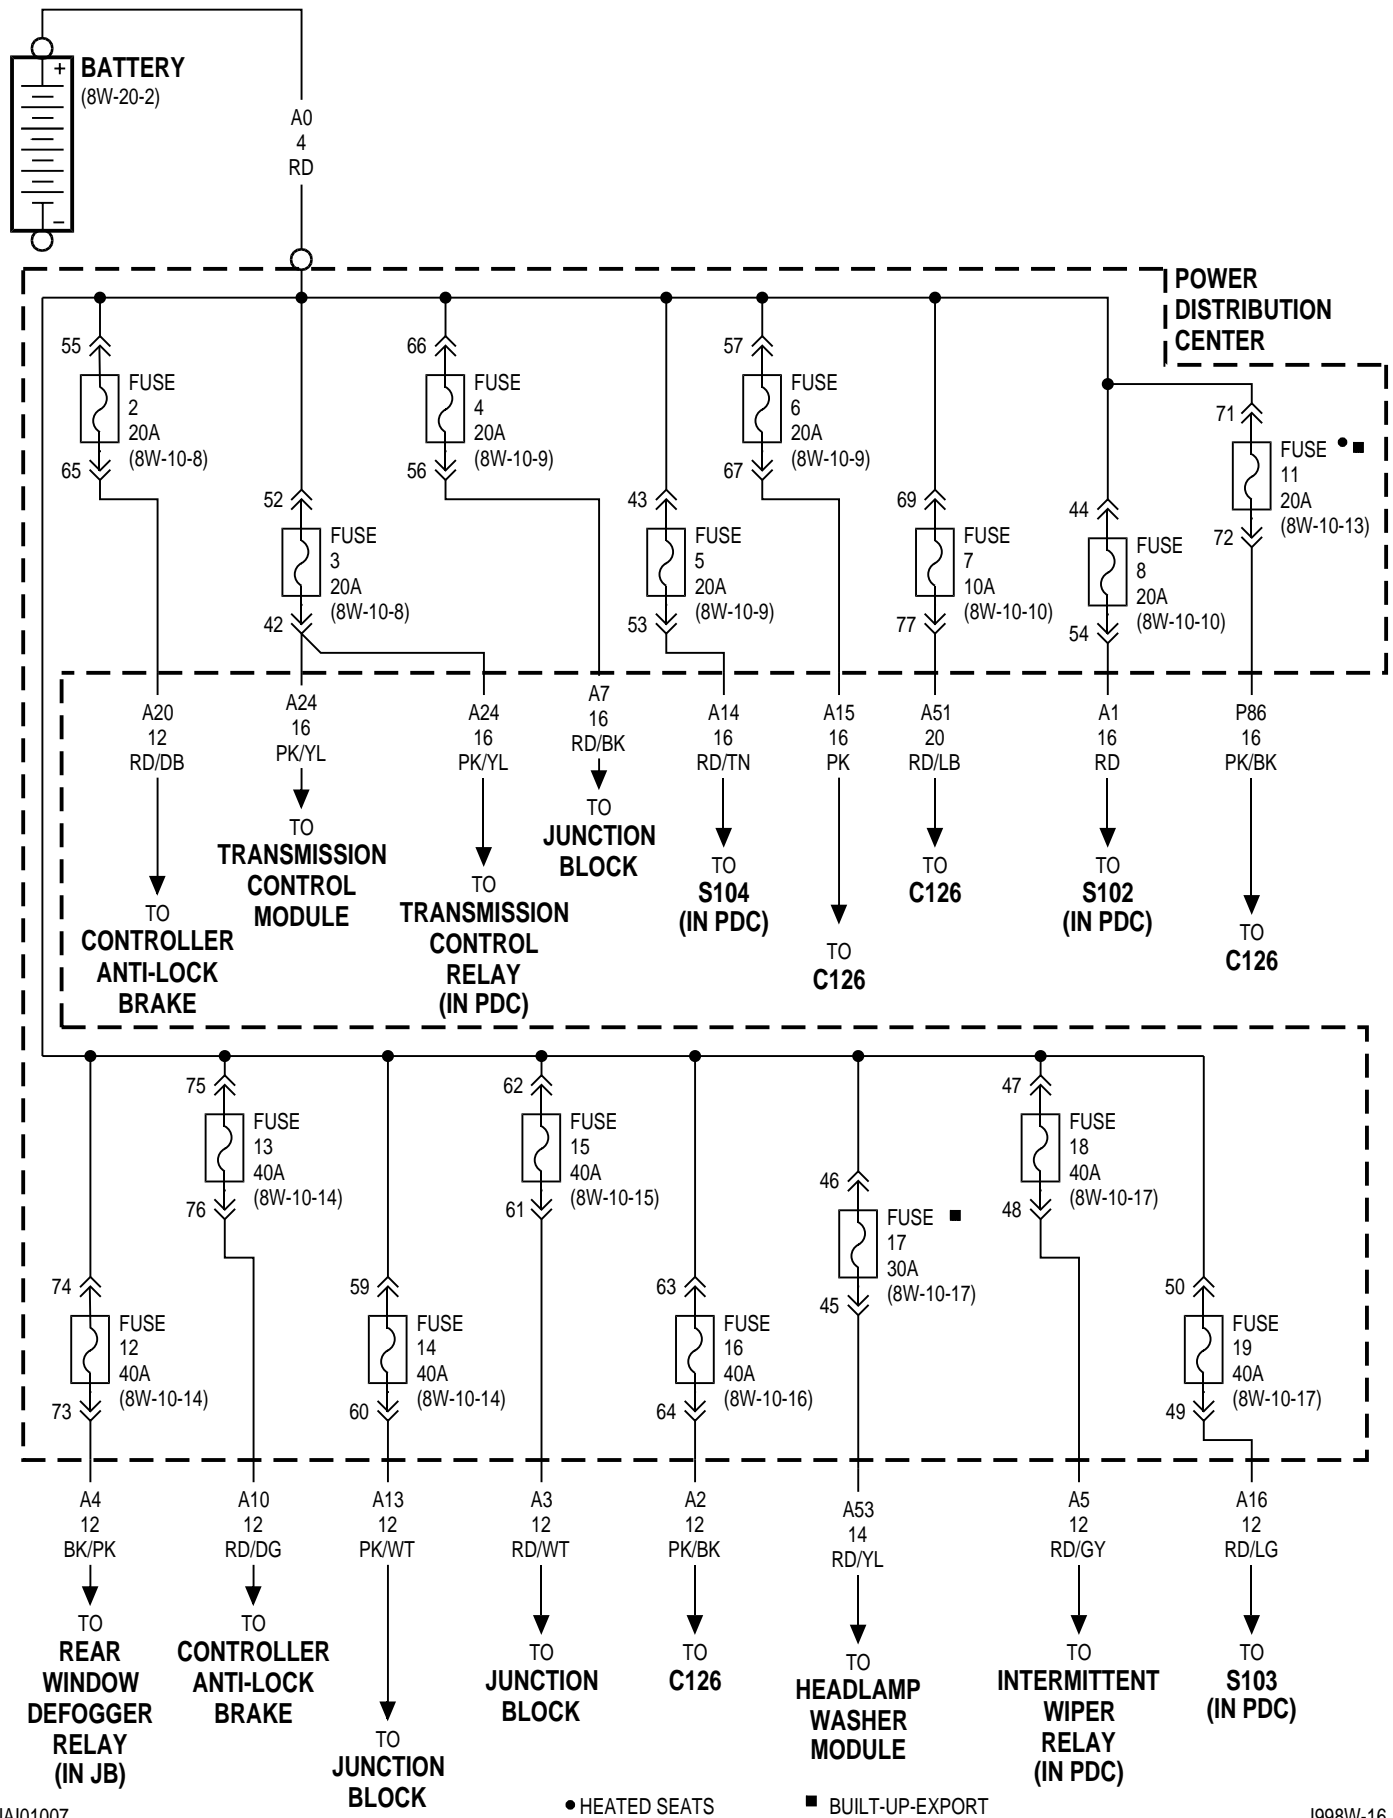 BATTERY
(8W-20-2)
+
−
A0
4
RD
POWER
DISTRIBUTION
CENTER
55
FUSE
2
20A
(8W-10-8)
65
52
FUSE
3
20A
(8W-10-8)
42
66
FUSE
4
20A
(8W-10-9)
56
43
FUSE
5
20A
(8W-10-9)
53
57
FUSE
6
20A
(8W-10-9)
67
69
FUSE
7
10A
(8W-10-10)
77
44
FUSE
8
20A
(8W-10-10)
54
71
FUSE ● ■
11
20A
(8W-10-13)
72
A20
12
RD/DB
TO
CONTROLLER
ANTI-LOCK
BRAKE
A24
16
PK/YL
TO
TRANSMISSION
CONTROL
MODULE
A24
16
PK/YL
TO
TRANSMISSION
CONTROL
RELAY
(IN PDC)
A7
16
RD/BK
TO
JUNCTION
BLOCK
A14
16
RD/TN
TO
S104
(IN PDC)
A15
16
PK
TO
C126
A51
20
RD/LB
TO
C126
A1
16
RD
TO
S102
(IN PDC)
P86
16
PK/BK
TO
C126
74
FUSE
12
40A
(8W-10-14)
73
75
FUSE
13
40A
(8W-10-14)
76
59
FUSE
14
40A
(8W-10-14)
60
62
FUSE
15
40A
(8W-10-15)
61
63
FUSE
16
40A
(8W-10-16)
64
46
FUSE ■
17
30A
(8W-10-17)
45
47
FUSE
18
40A
(8W-10-17)
48
50
FUSE
19
40A
(8W-10-17)
49
A4
12
BK/PK
TO
REAR
WINDOW
DEFOGGER
RELAY
(IN JB)
A10
12
RD/DG
TO
CONTROLLER
ANTI-LOCK
BRAKE
A13
12
PK/WT
TO
JUNCTION
BLOCK
A3
12
RD/WT
TO
JUNCTION
BLOCK
A2
12
PK/BK
TO
C126
A53
14
RD/YL
TO
HEADLAMP
WASHER
MODULE
A5
12
RD/GY
TO
INTERMITTENT
WIPER
RELAY
(IN PDC)
A16
12
RD/LG
TO
S103
(IN PDC)
● HEATED SEATS
■ BUILT-UP-EXPORT